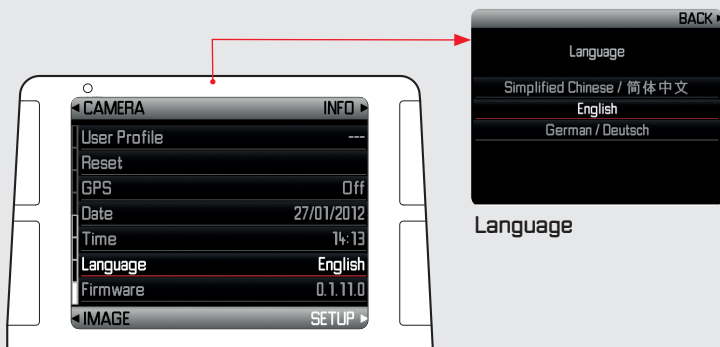 CAMERA INFO
User Profile ---
Reset
GPS Off
Date 27/01/2012
Time 14:13
Language English
Firmware 0.1.11.0
IMAGE SETUP
BACK
Language
Simplified Chinese / 简体中文
English
German / Deutsch
Language